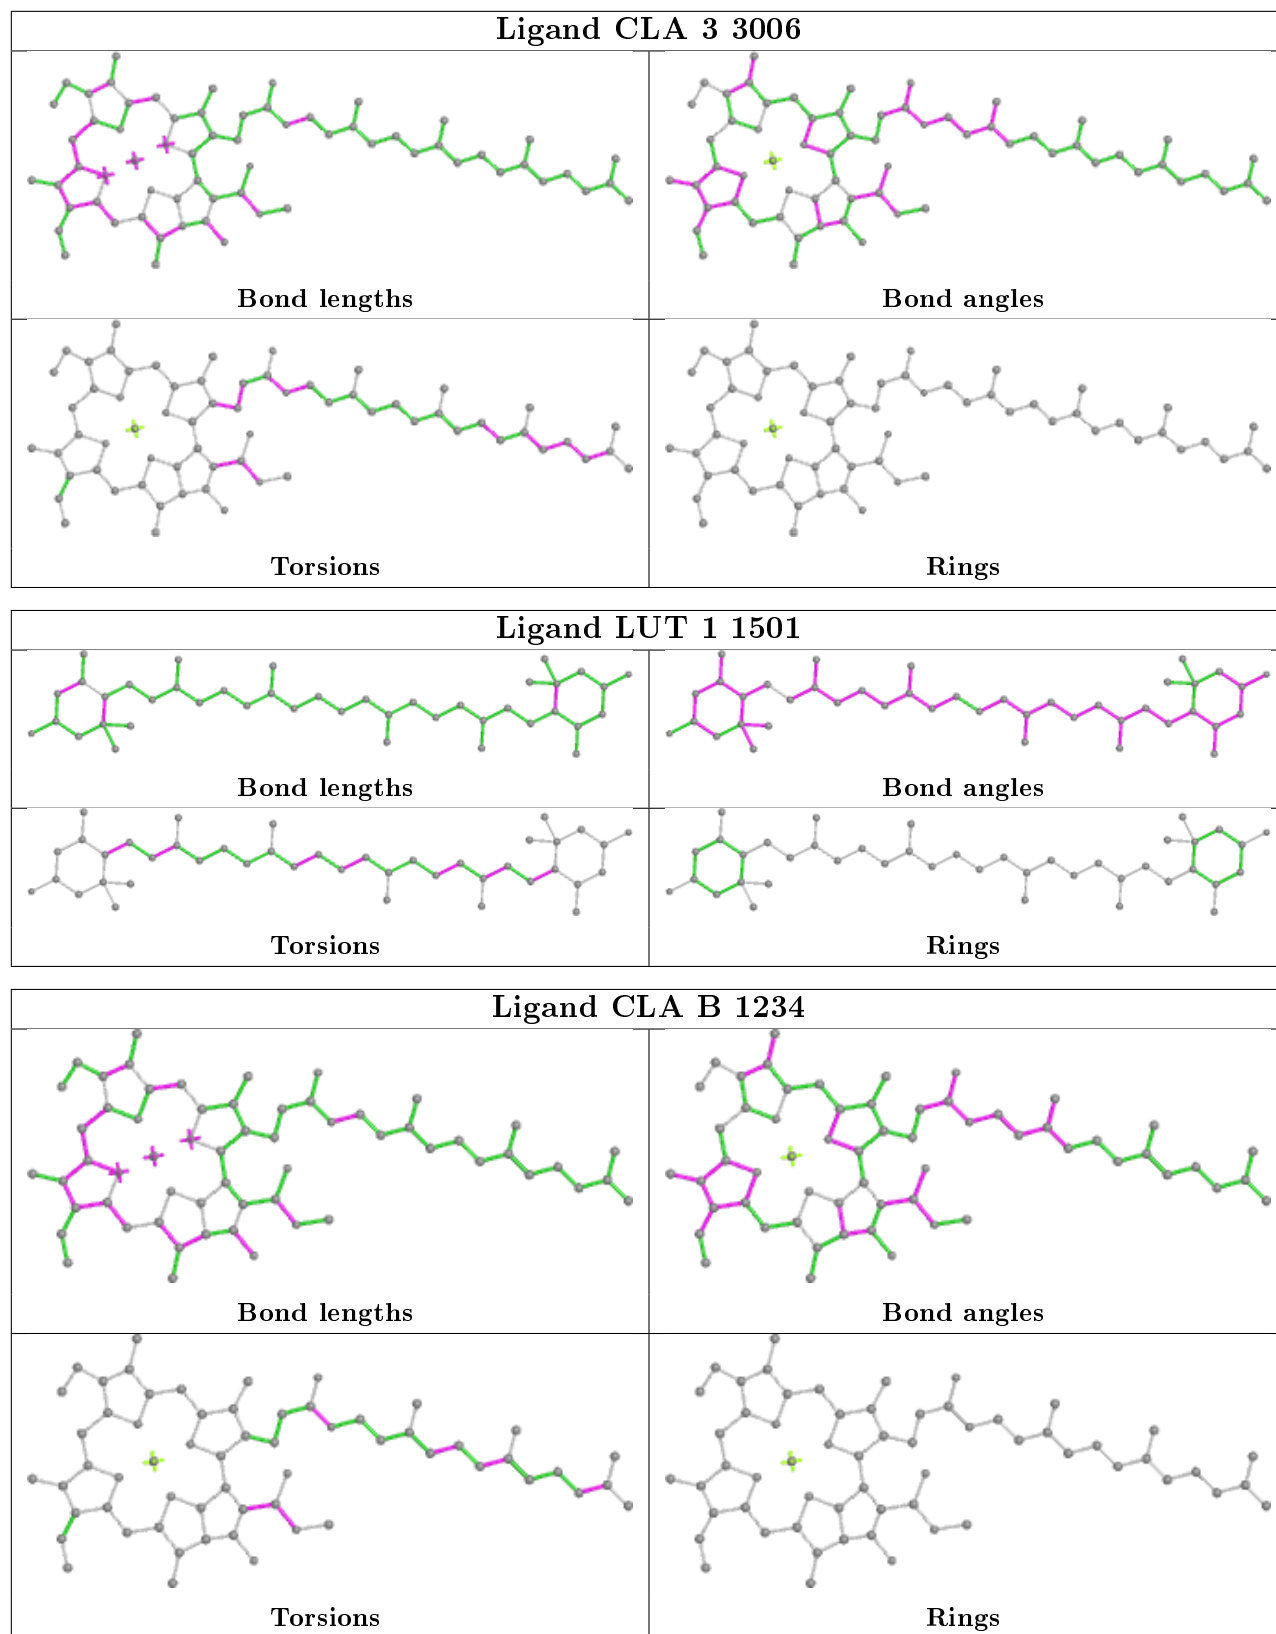 Ligand CLA 3 3006
Bond lengths
Bond angles
Torsions
Rings
Ligand LUT 1 1501
Bond lengths
Bond angles
Torsions
Rings
Ligand CLA B 1234
Bond lengths
Bond angles
Torsions
Rings